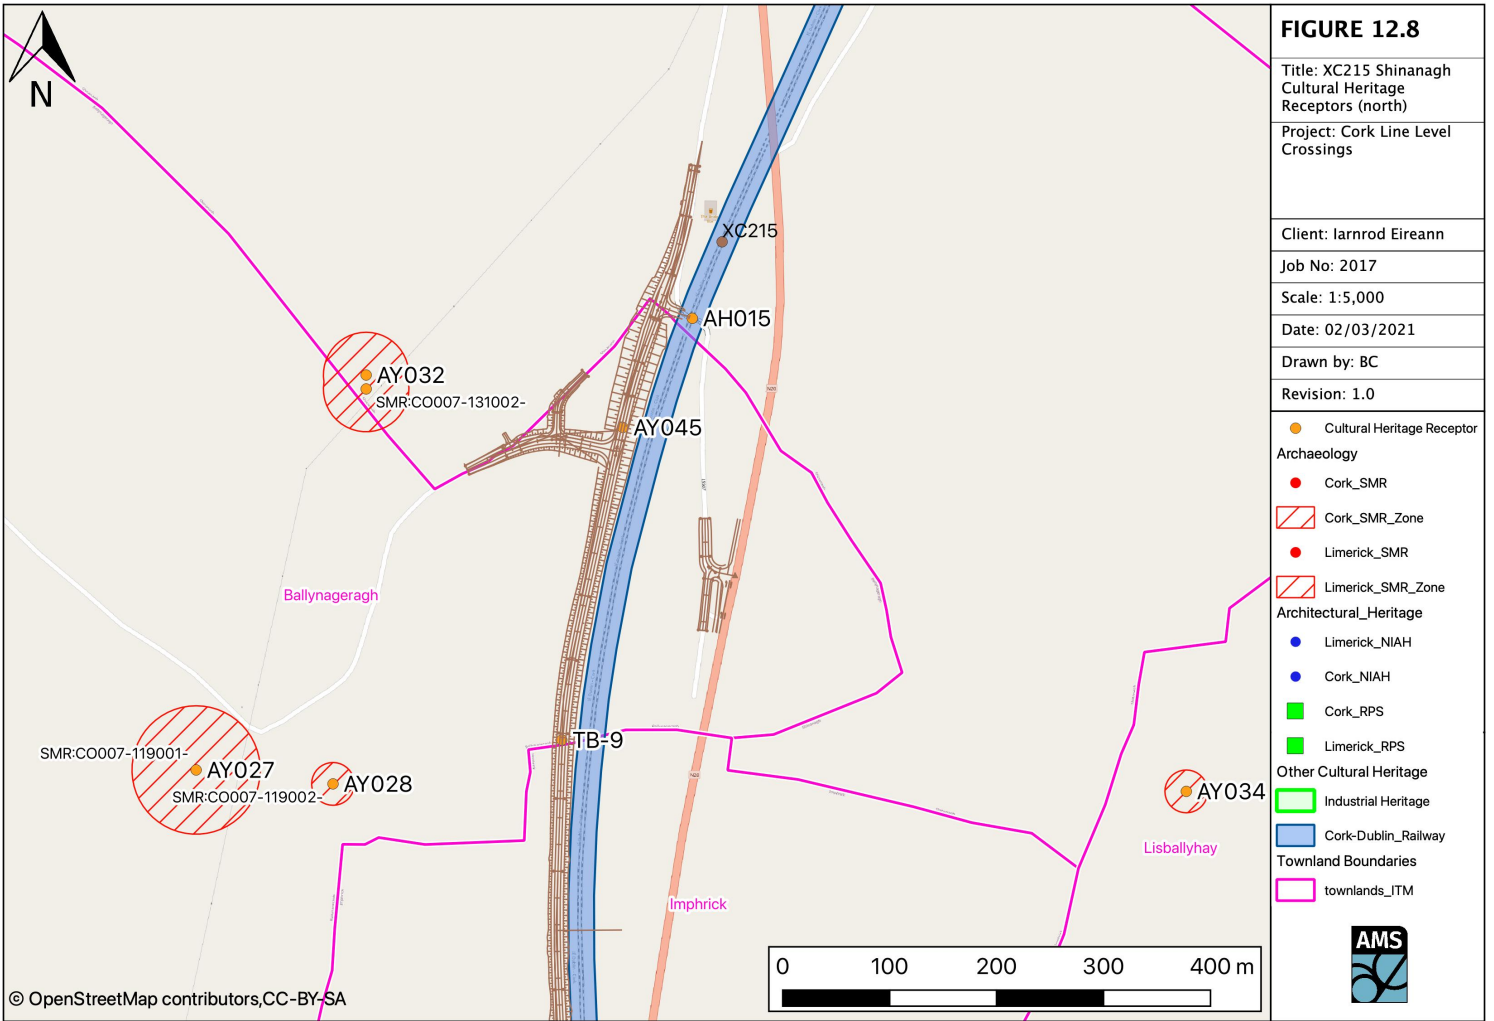 N
XC215
AH015
AY032
SMR:CO007-131002-
AY045
N20
Ballynageragh
TB-9
SMR:CO007-119001-
AY027
SMR:CO007-119002-
AY028
N20
AY034
Lisballyhay
Imphrick
0 100 200 300 400 m
© OpenStreetMap contributors,CC-BY-SA
FIGURE 12.8
Title: XC215 Shinanagh
Cultural Heritage
Receptors (north)
Project: Cork Line Level
Crossings
Client: Iarnrod Eireann
Job No: 2017
Scale: 1:5,000
Date: 02/03/2021
Drawn by: BC
Revision: 1.0
Cultural Heritage Receptor
Archaeology
Cork_SMR
Cork_SMR_Zone
Limerick_SMR
Limerick_SMR_Zone
Architectural_Heritage
Limerick_NIAH
Cork_NIAH
Cork_RPS
Limerick_RPS
Other Cultural Heritage
Industrial Heritage
Cork-Dublin_Railway
Townland Boundaries
townlands_ITM
AMS